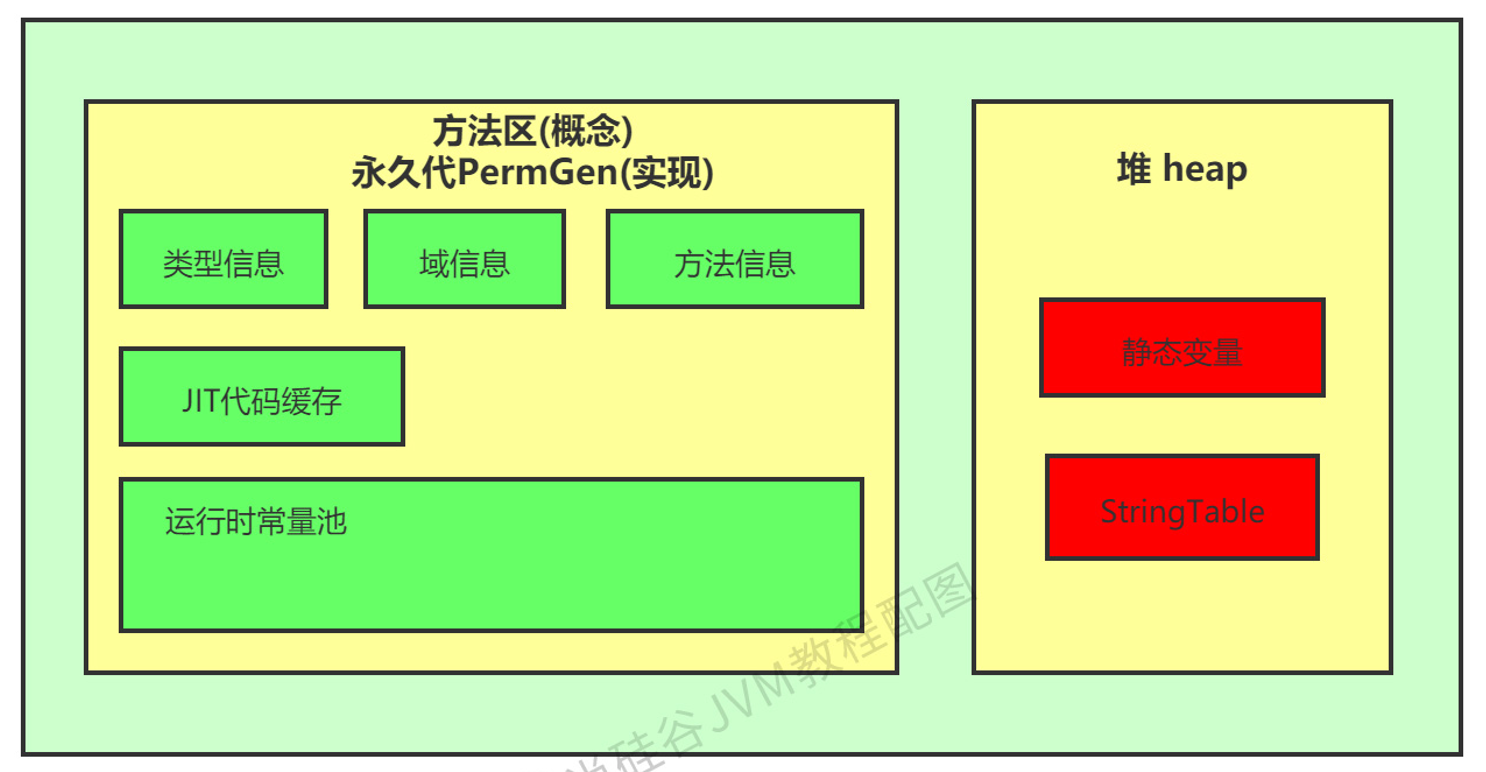 方法区(概念)
永久代PermGen(实现)
类型信息
域信息
方法信息
JIT代码缓存
运行时常量池
堆 heap
静态变量
StringTable
尚硅谷JVM教程配图